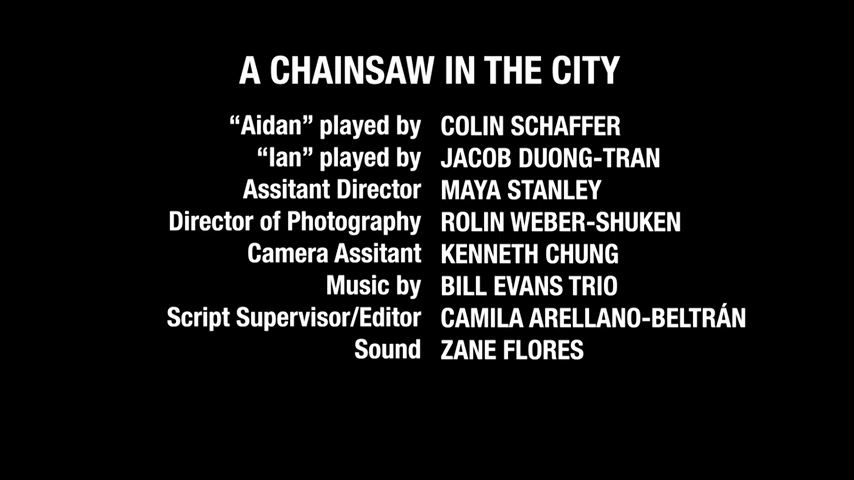 A CHAINSAW IN THE CITY
“Aidan” played by COLIN SCHAFFER
“Ian” played by JACOB DUONG-TRAN
Assitant Director MAYA STANLEY
Director of Photography ROLIN WEBER-SHUKEN
Camera Assitant KENNETH CHUNG
Music by BILL EVANS TRIO
Script Supervisor/Editor CAMILA ARELLANO-BELTRÁN
Sound ZANE FLORES